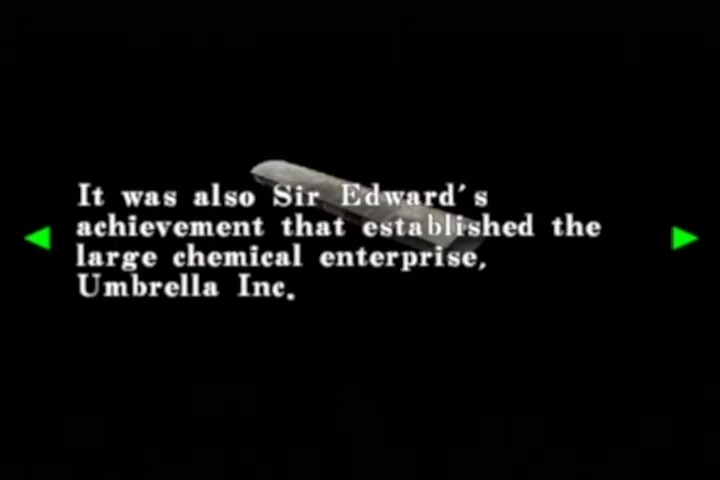 It was also Sir Edward's
achievement that established the
large chemical enterprise,
Umbrella Inc.